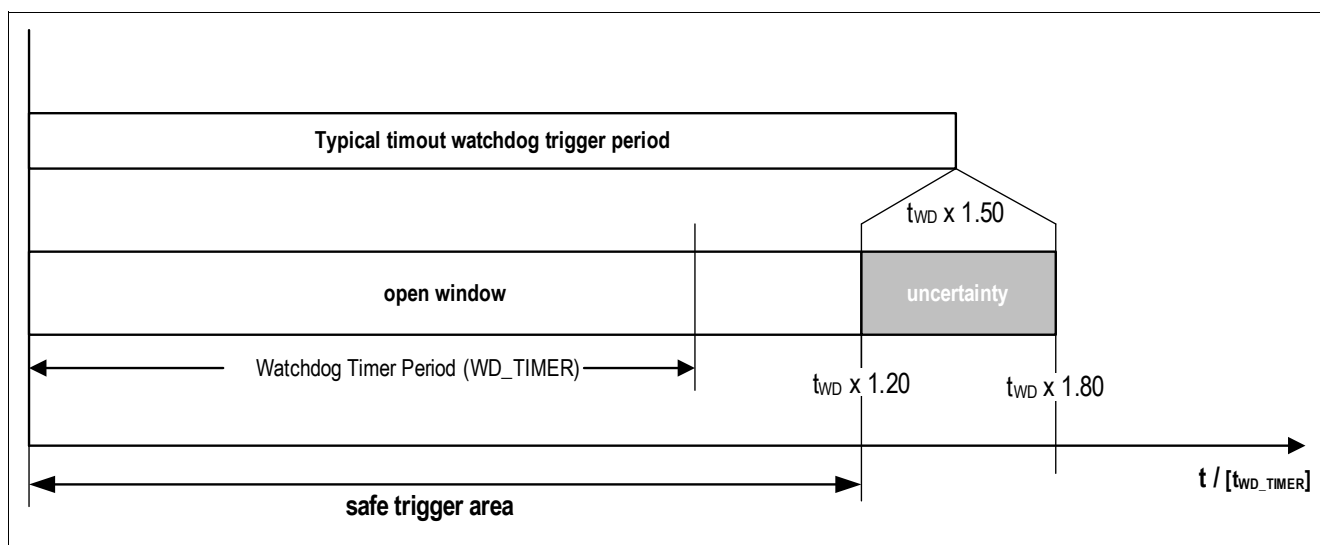 Typical timout watchdog trigger period
tWD x 1.50
open window
uncertainty
Watchdog Timer Period (WD_TIMER)
tWD x 1.20
tWD x 1.80
t / [tWD_TIMER]
safe trigger area